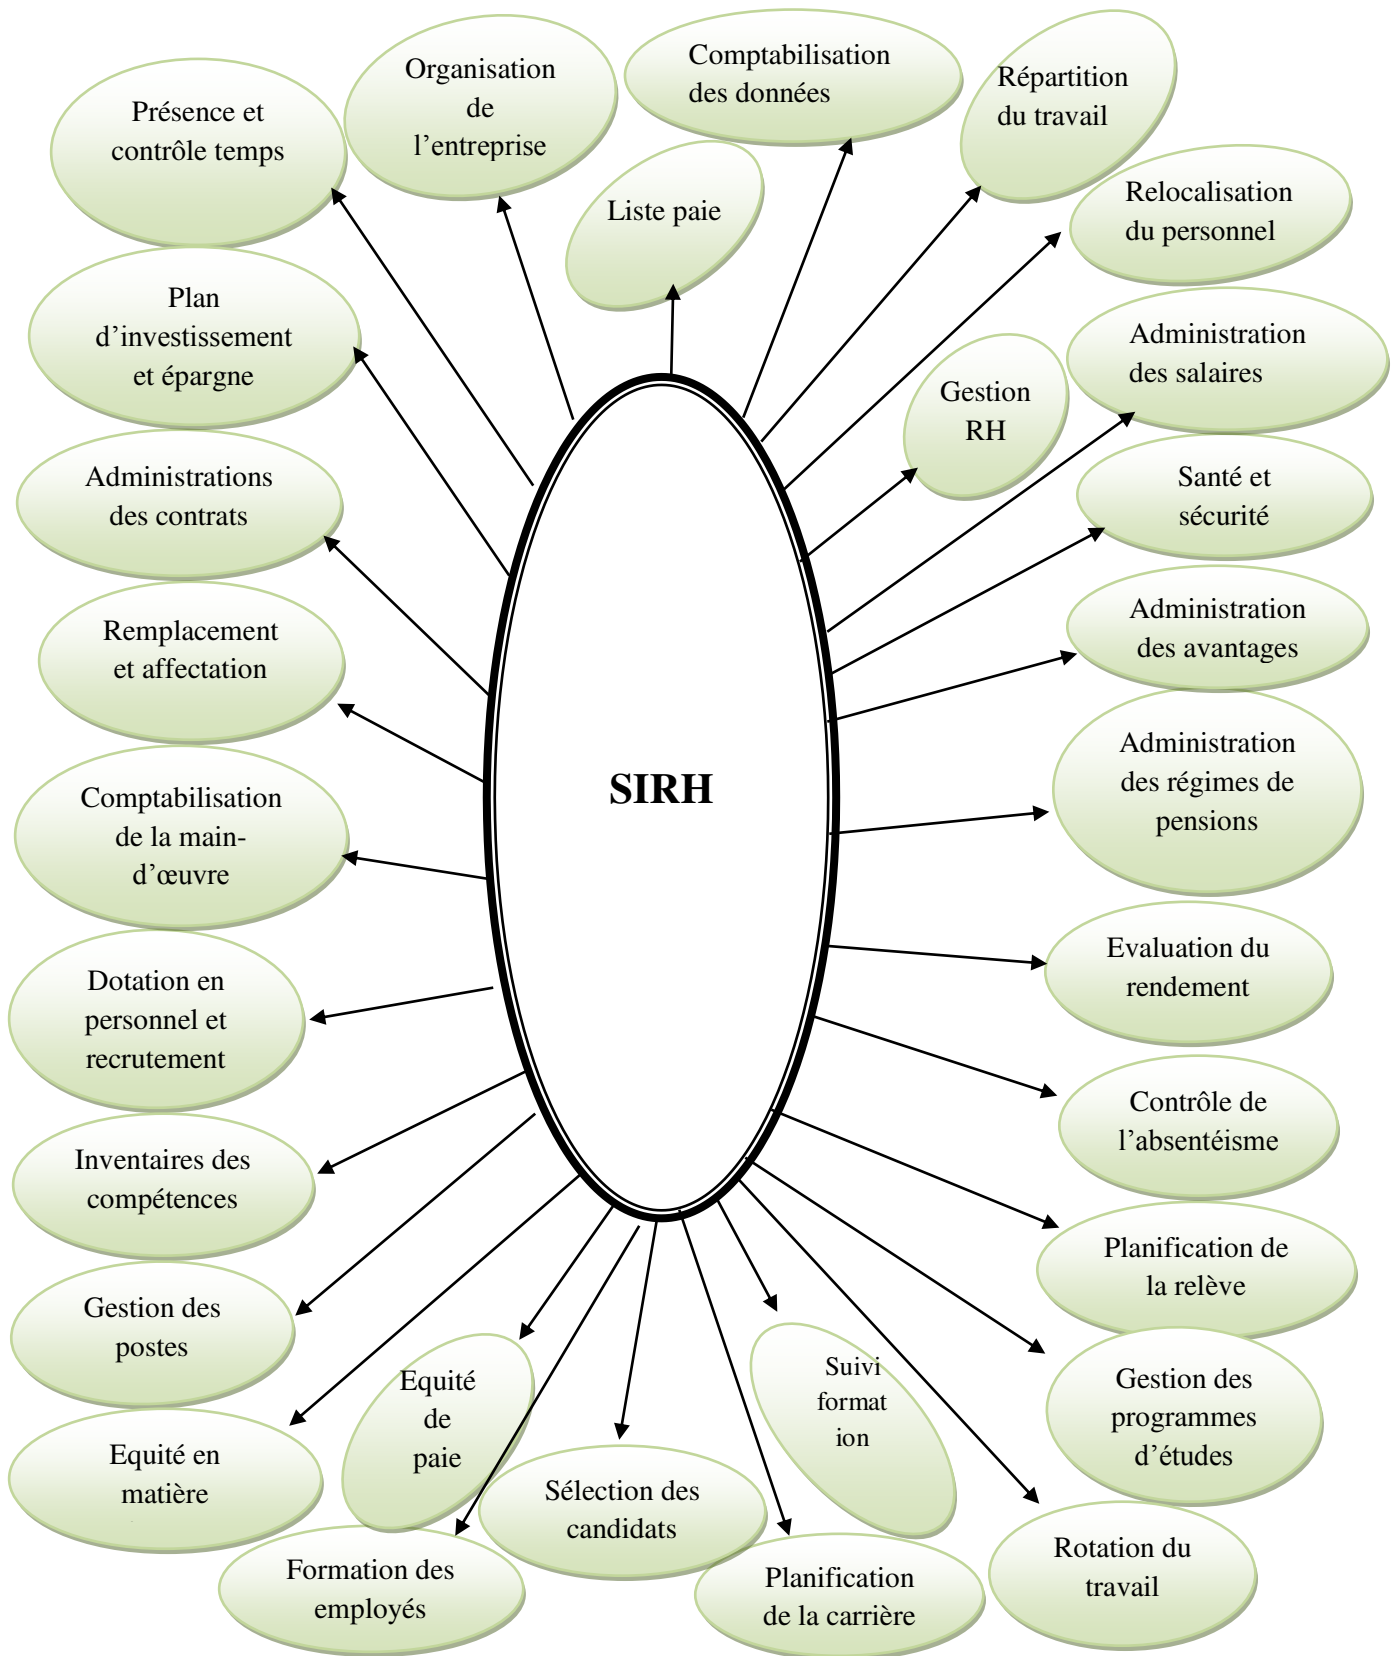 Organisation
de
l'entreprise
Comptabilisation
des données
Répartition
du travail
Présence et
contrôle temps
Liste paie
Relocalisation
du personnel
Plan
d'investissement
et épargne
Administration
des salaires
Gestion
RH
Administrations
des contrats
Santé et
sécurité
Remplacement
et affectation
Administration
des avantages
Administration
des régimes de
pensions
SIRH
Comptabilisation
de la main-
d'œuvre
Evaluation du
rendement
Dotation en
personnel et
recrutement
Contrôle de
l'absentéisme
Inventaires des
compétences
Planification de
la relève
Gestion des
postes
Equité
de
paie
Suivi
format
ion
Gestion des
programmes
d'études
Equité en
matière
Sélection des
candidats
Rotation du
travail
Formation des
employés
Planification
de la carrière